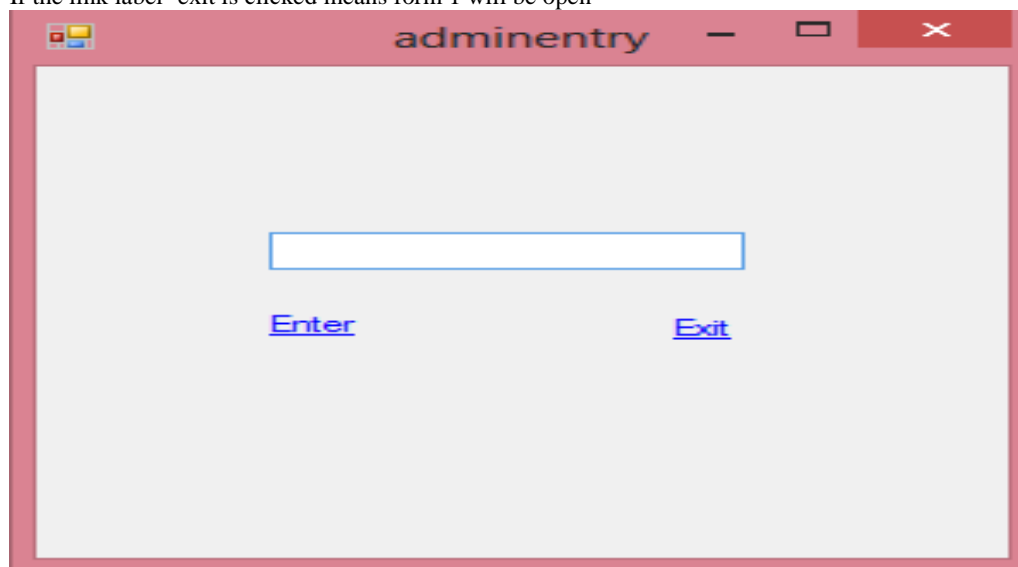 If the link label exit is clicked means form 1 will be open
adminentry
Enter
Exit